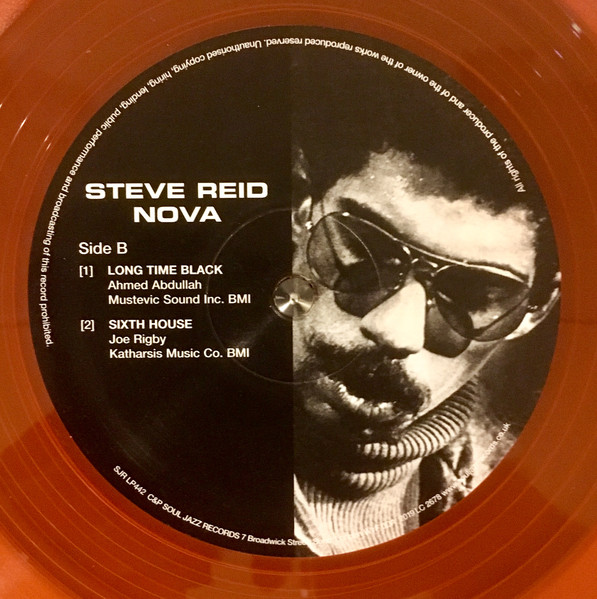 STEVE REID
NOVA
Side B
[1] LONG TIME BLACK
Ahmed Abdullah
Mustevic Sound Inc. BMI
[2] SIXTH HOUSE
Joe Rigby
Katharsis Music Co. BMI
All rights of the producer and of the owner of the works reproduced reserved. Unauthorised copying, hiring, lending, public performance and broadcasting of this record prohibited.
SJR LP442 C&P SOUL JAZZ RECORDS 7 Broadwick Street 2019 LC 2678